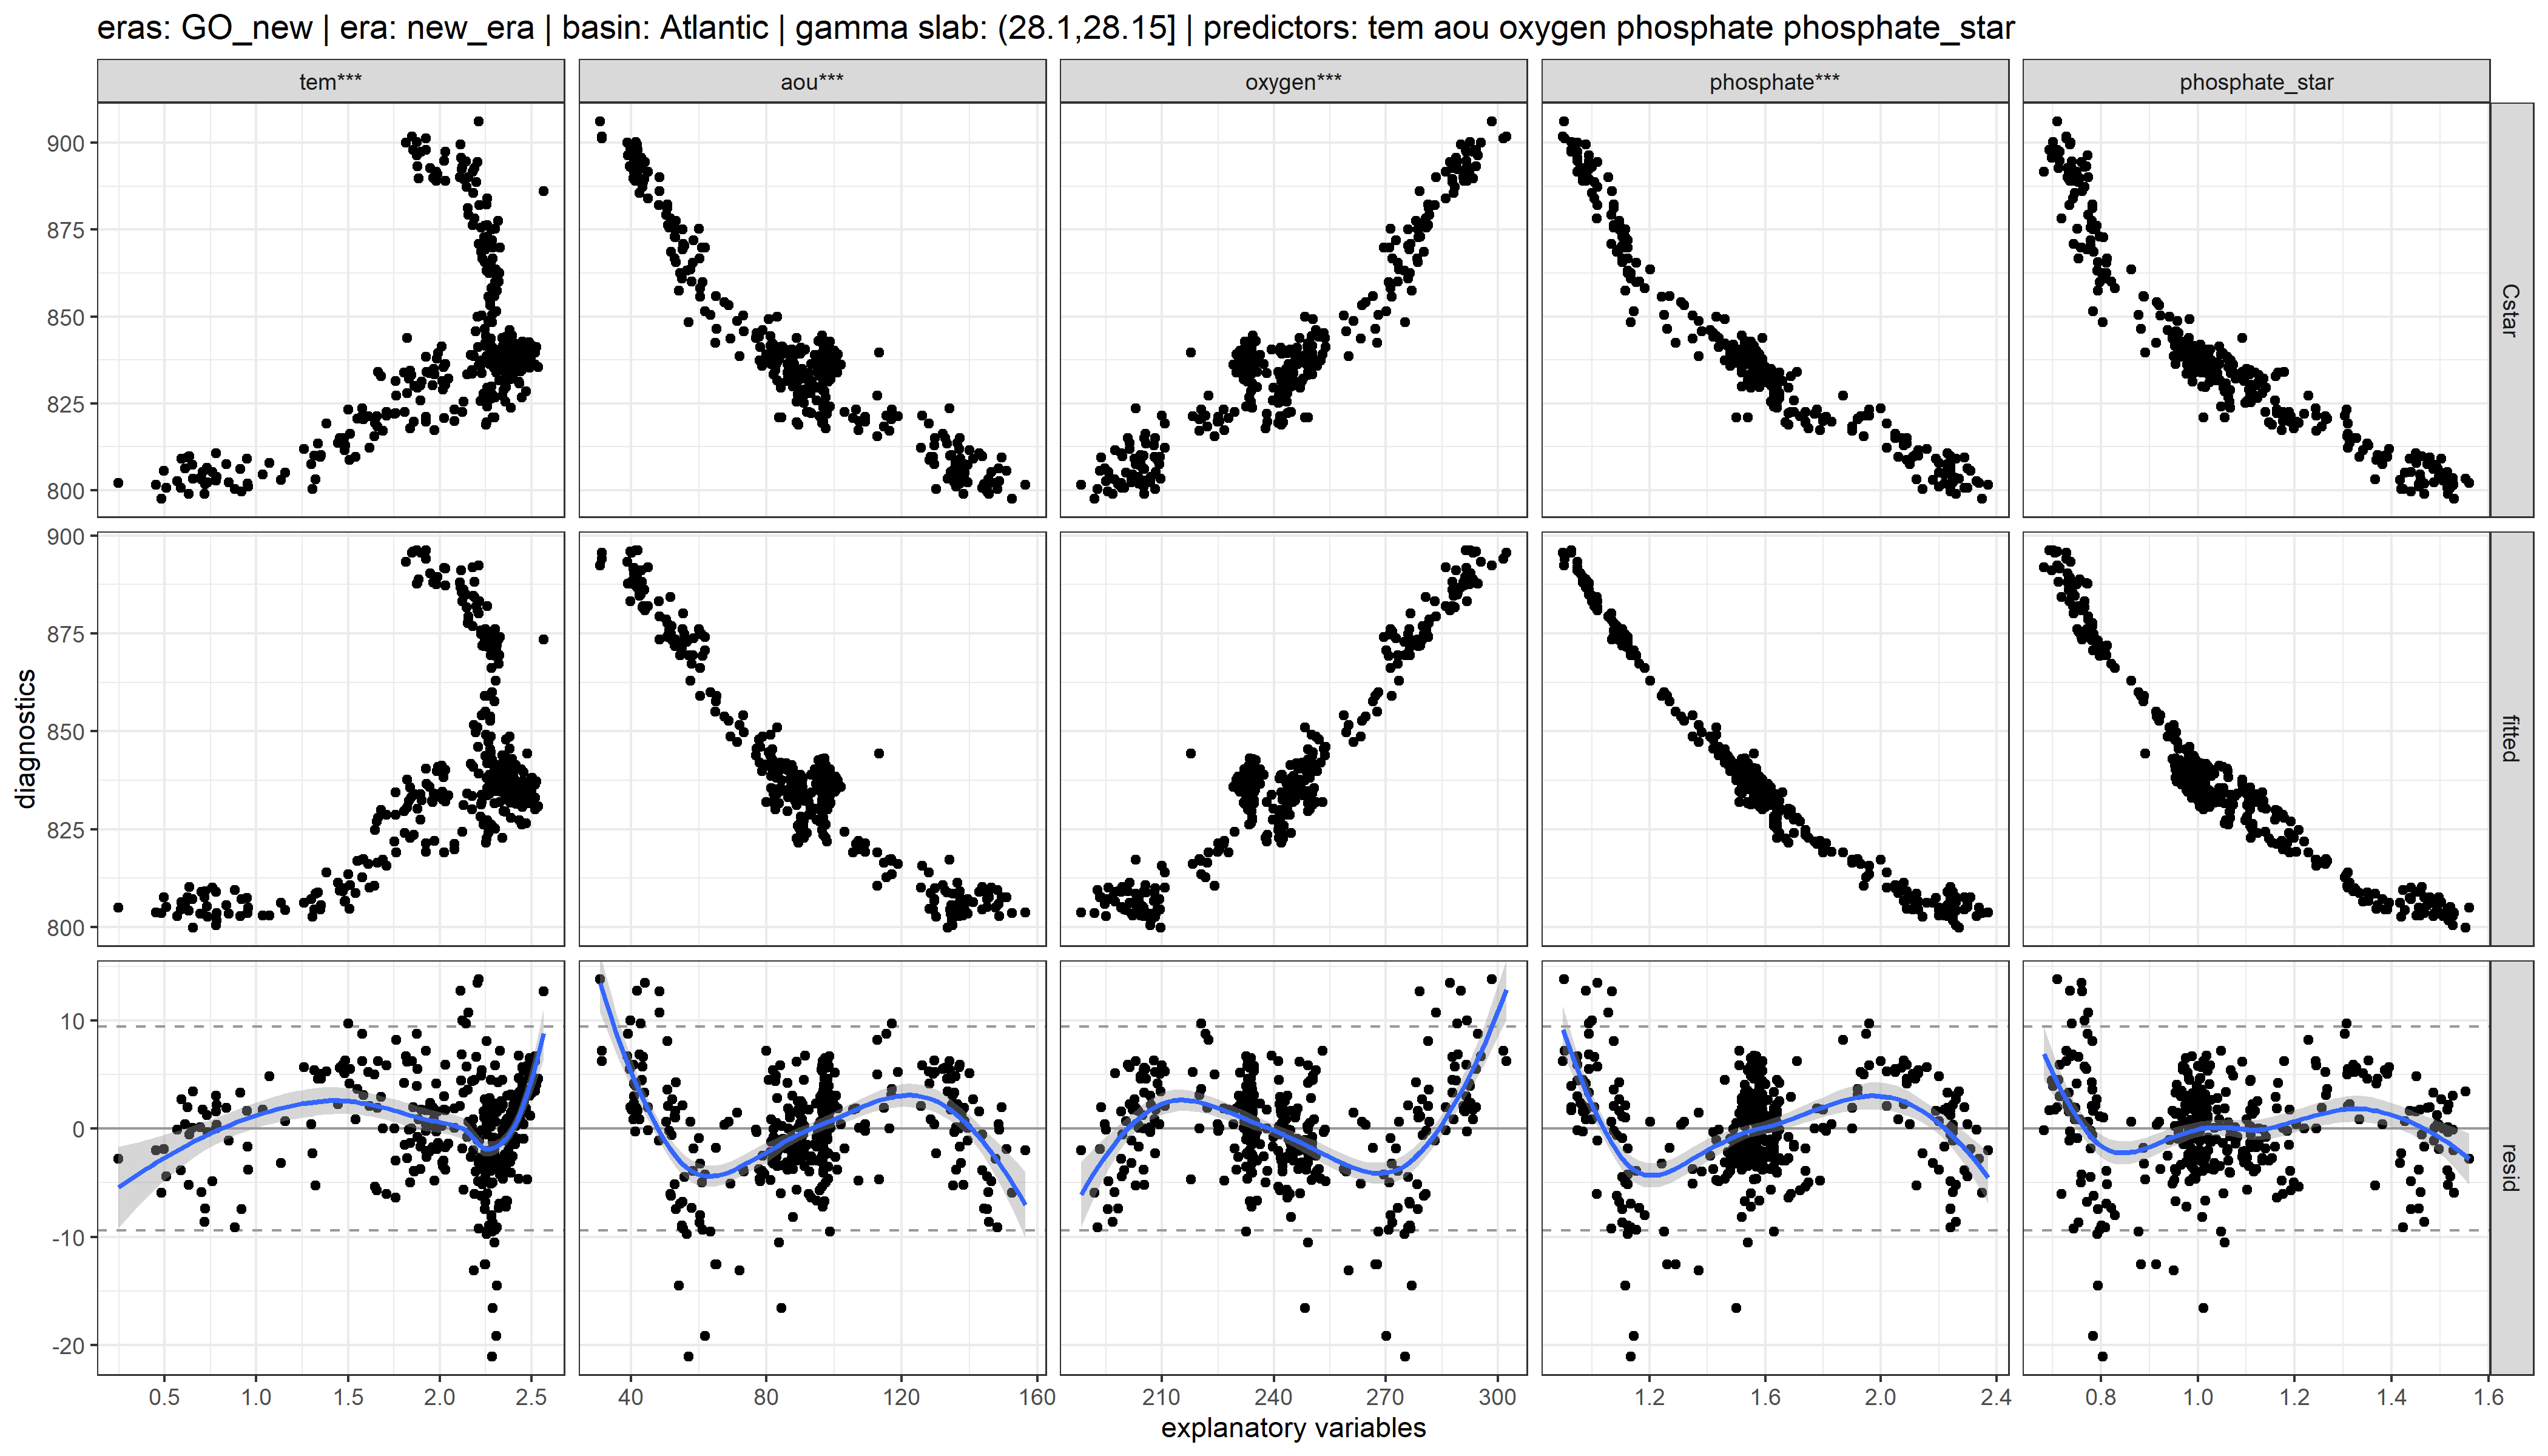 eras: GO_new | era: new_era | basin: Atlantic | gamma slab: (28.1,28.15] | predictors: tem aou oxygen phosphate phosphate_star
tem***
aou***
oxygen***
phosphate***
phosphate_star
900
875
850
825
800
Cstar
900
875
850
825
800
fitted
diagnostics
10
0
-10
-20
resid
0.5 1.0 1.5 2.0 2.5
40 80 120 160
210 240 270 300
1.2 1.6 2.0 2.4
0.8 1.0 1.2 1.4 1.6
explanatory variables